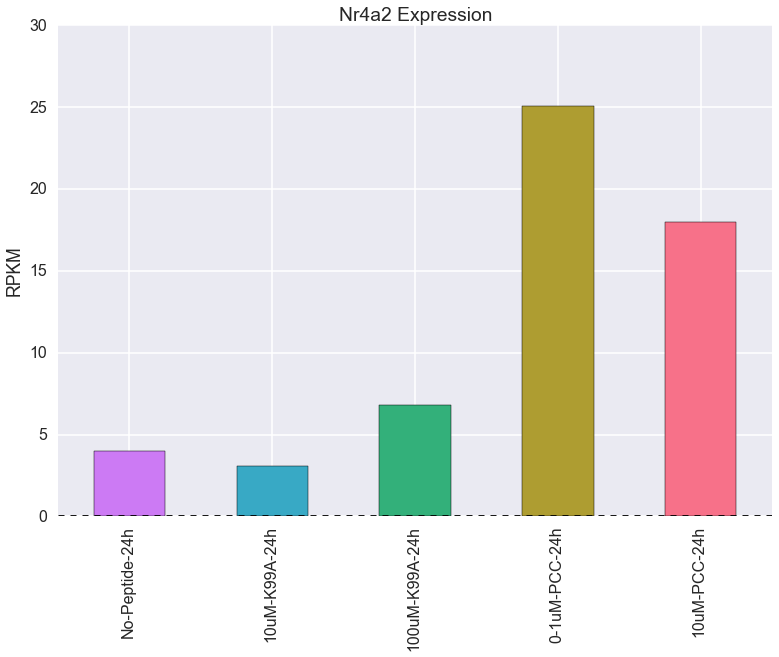 Nr4a2 Expression
30
25
20
15
10
5
0
RPKM
No-Peptide-24h
10uM-K99A-24h
100uM-K99A-24h
0-1uM-PCC-24h
10uM-PCC-24h